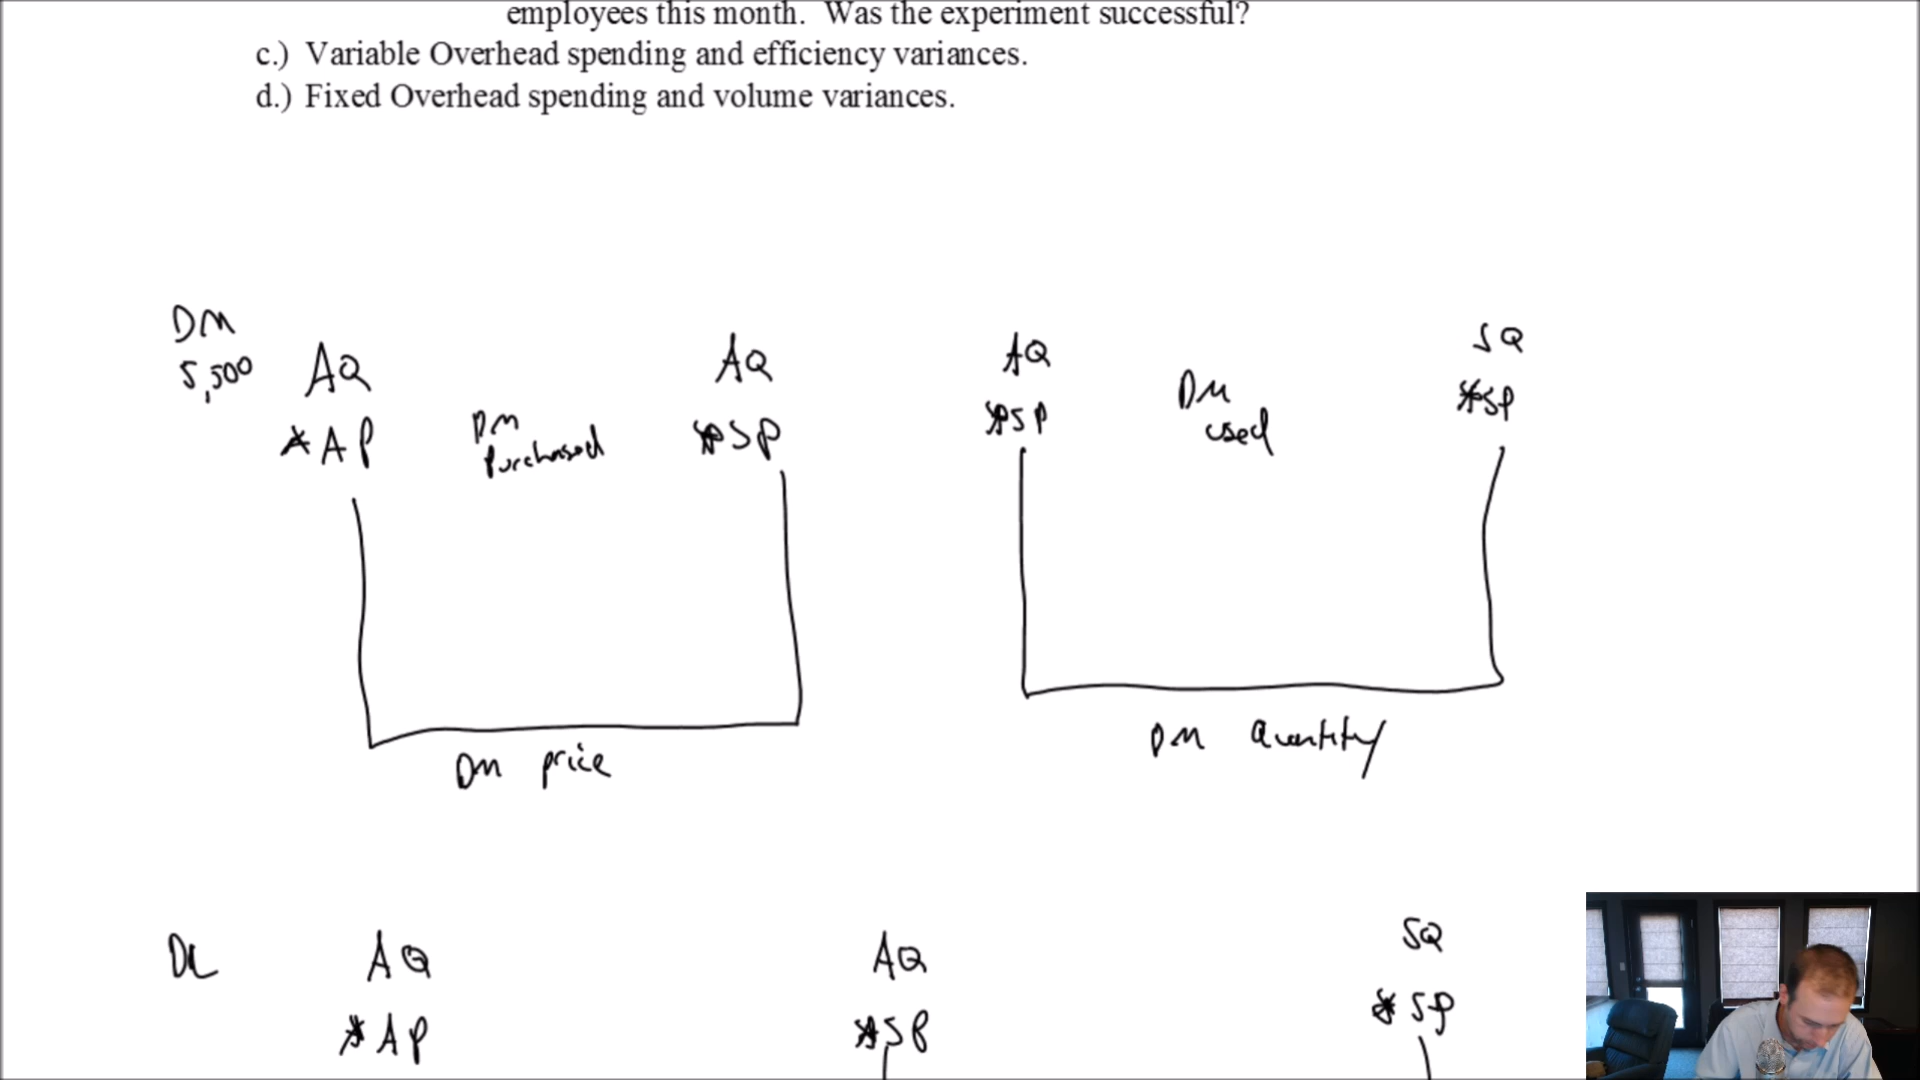 employees this month. Was the experiment successful?
c.) Variable Overhead spending and efficiency variances.
d.) Fixed Overhead spending and volume variances.
DM
5,500
AQ
*AP
DM
Purchased
AQ
*SP
DM price
AQ
*SP
DM
used
SQ
*SP
DM Quantity
DL
AQ
*AP
AQ
*SP
SQ
*SP